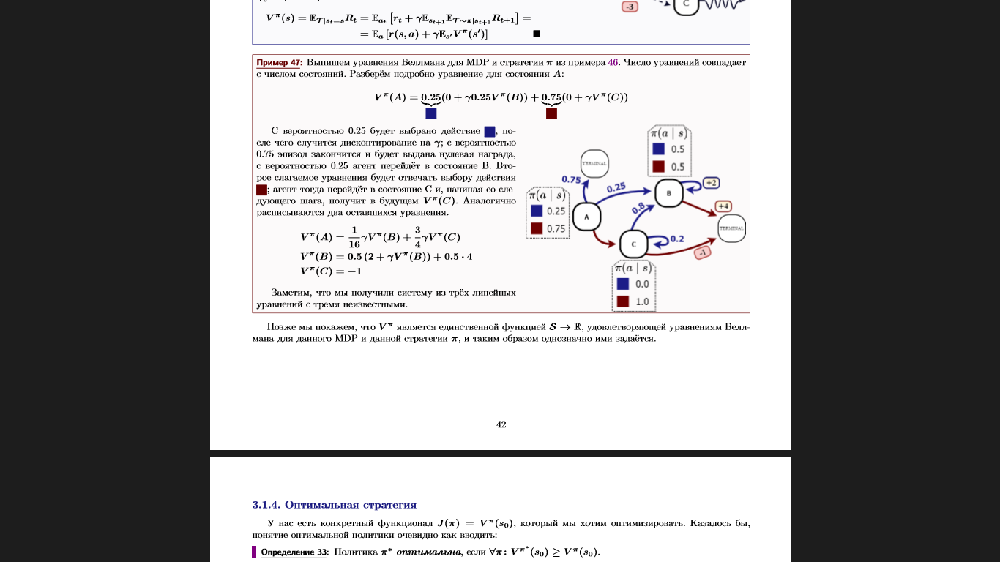 -3
C
V^π(s) = 𝔼_{𝒯|s_t=s} R_t = 𝔼_{a_t} [r_t + γ𝔼_{s_{t+1}} 𝔼_{𝒯∼π|s_{t+1}} R_{t+1}] =
= 𝔼_a [r(s, a) + γ𝔼_{s′} V^π(s′)] ■
Пример 47: Выпишем уравнения Беллмана для MDP и стратегии π из примера 46. Число уравнений совпадает
с числом состояний. Разберём подробно уравнение для состояния A:
V^π(A) = 0.25(0 + γ0.25V^π(B)) + 0.75(0 + γV^π(C))
С вероятностью 0.25 будет выбрано действие ■, по-
сле чего случится дисконтирование на γ; с вероятностью
0.75 эпизод закончится и будет выдана нулевая награда,
с вероятностью 0.25 агент перейдёт в состояние B. Вто-
рое слагаемое уравнения будет отвечать выбору действия
■; агент тогда перейдёт в состояние C и, начиная со сле-
дующего шага, получит в будущем V^π(C). Аналогично
расписываются два оставшихся уравнения.
V^π(A) = 1/16 γV^π(B) + 3/4 γV^π(C)
V^π(B) = 0.5 (2 + γV^π(B)) + 0.5 · 4
V^π(C) = −1
Заметим, что мы получили систему из трёх линейных
уравнений с тремя неизвестными.
π(a | s)
0.5
0.5
TERMINAL
0.75
0.25
B
+2
π(a | s)
0.25
0.75
A
0.8
+4
TERMINAL
C
0.2
-1
π(a | s)
0.0
1.0
Позже мы покажем, что V^π является единственной функцией 𝒮 → ℝ, удовлетворяющей уравнениям Белл-
мана для данного MDP и данной стратегии π, и таким образом однозначно ими задаётся.
42
3.1.4. Оптимальная стратегия
У нас есть конкретный функционал J(π) = V^π(s_0), который мы хотим оптимизировать. Казалось бы,
понятие оптимальной политики очевидно как вводить:
Определение 33: Политика π* оптимальна, если ∀π: V^{π*}(s_0) ≥ V^π(s_0).